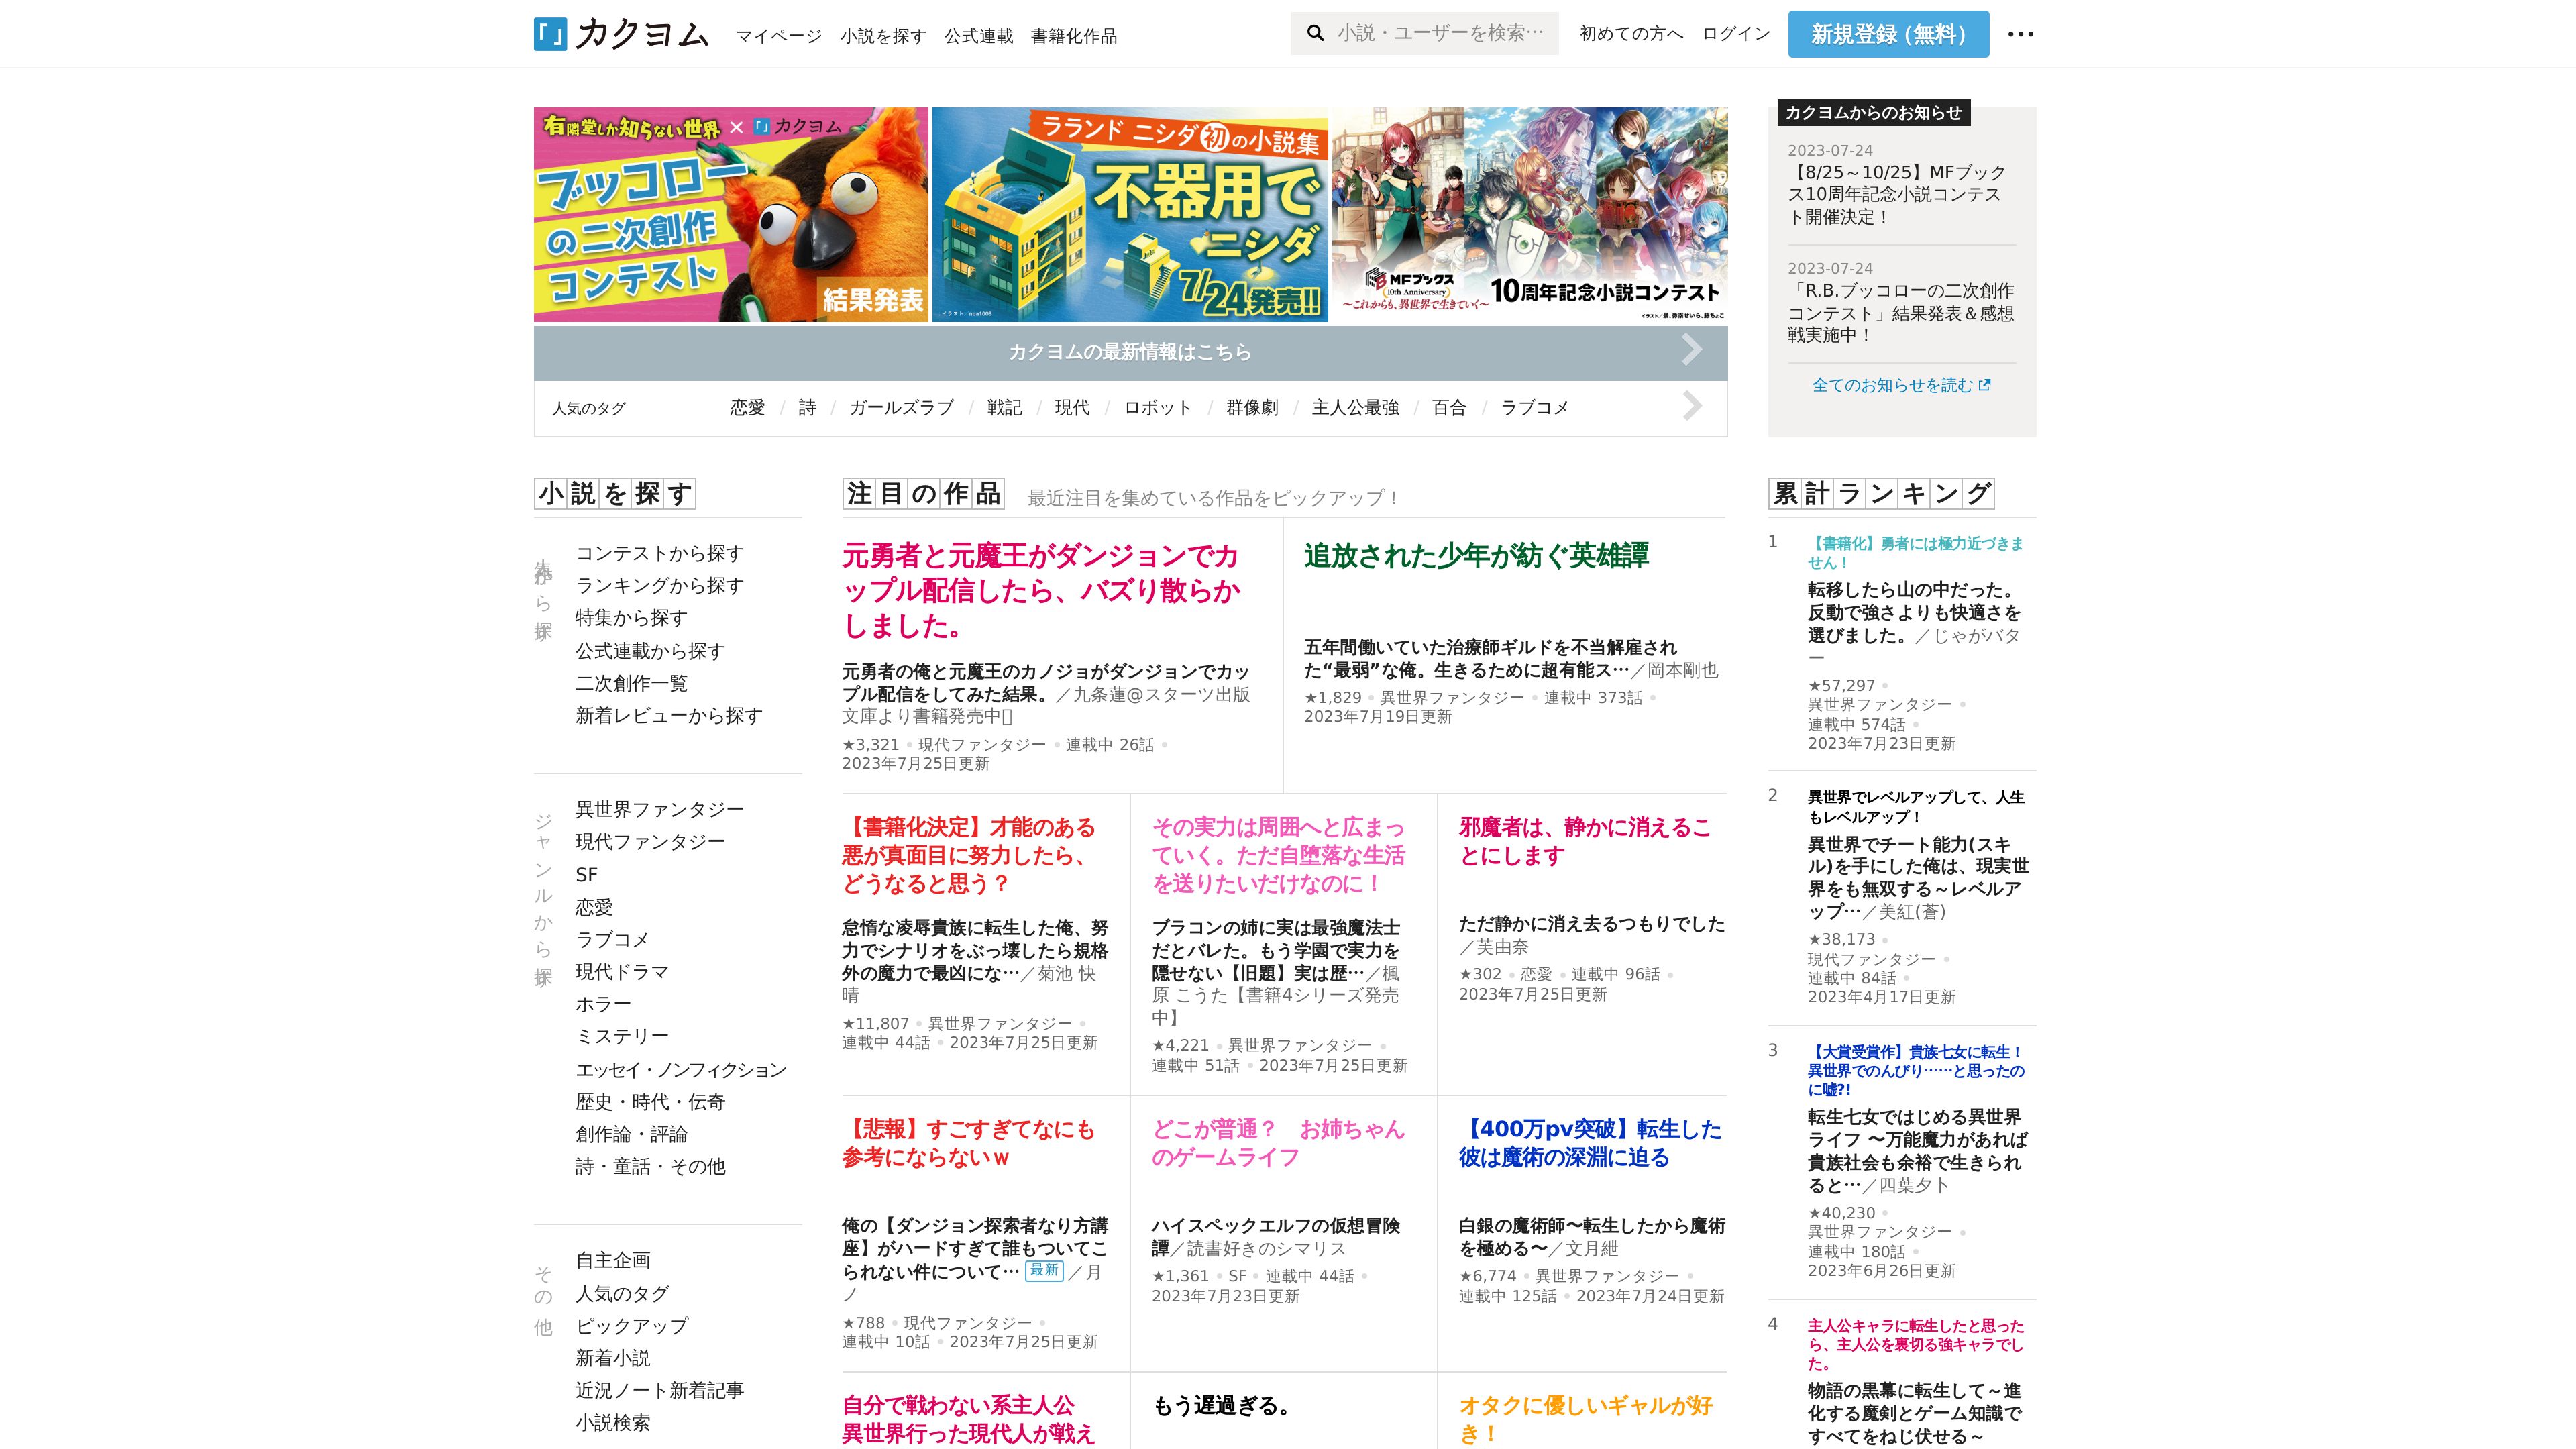 カクヨム
マイページ 小説を探す 公式連載 書籍化作品
小説・ユーザーを検索…
初めての方へ ログイン 新規登録（無料）
有隣堂しか知らない世界 × カクヨム
ブッコロー
の二次創作
コンテスト
結果発表
ラランド ニシダ初の小説集
不器用で
ニシダ
7/24発売!!
イラスト/nsa1008
MFブックス
10th Anniversary
〜これからも、異世界で生きていく〜
10周年記念小説コンテスト
カクヨムの最新情報はこちら
人気のタグ 恋愛 / 詩 / ガールズラブ / 戦記 / 現代 / ロボット / 群像劇 / 主人公最強 / 百合 / ラブコメ
カクヨムからのお知らせ
2023-07-24
【8/25～10/25】MFブック
ス10周年記念小説コンテス
ト開催決定！
2023-07-24
「R.B.ブッコローの二次創作
コンテスト」結果発表＆感想
戦実施中！
全てのお知らせを読む
小説を探す
コンテストから探す
ランキングから探す
特集から探す
公式連載から探す
二次創作一覧
新着レビューから探す
ジャンルから探す
異世界ファンタジー
現代ファンタジー
SF
恋愛
ラブコメ
現代ドラマ
ホラー
ミステリー
エッセイ・ノンフィクション
歴史・時代・伝奇
創作論・評論
詩・童話・その他
その他
自主企画
人気のタグ
ピックアップ
新着小説
近況ノート新着記事
小説検索
注目の作品 最近注目を集めている作品をピックアップ！
元勇者と元魔王がダンジョンでカ
ップル配信したら、バズり散らか
しました。
元勇者の俺と元魔王のカノジョがダンジョンでカッ
プル配信をしてみた結果。／九条蓮@スターツ出版
文庫より書籍発売中
★3,321 • 現代ファンタジー • 連載中 26話 •
2023年7月25日更新
追放された少年が紡ぐ英雄譚
五年間働いていた治療師ギルドを不当解雇され
た“最弱”な俺。生きるために超有能ス…／岡本剛也
★1,829 • 異世界ファンタジー • 連載中 373話 •
2023年7月19日更新
【書籍化決定】才能のある
悪が真面目に努力したら、
どうなると思う？
怠惰な凌辱貴族に転生した俺、努
力でシナリオをぶっ壊したら規格
外の魔力で最凶にな…／菊池 快
晴
★11,807 • 異世界ファンタジー •
連載中 44話 • 2023年7月25日更新
その実力は周囲へと広まっ
ていく。ただ自堕落な生活
を送りたいだけなのに！
ブラコンの姉に実は最強魔法士
だとバレた。もう学園で実力を
隠せない【旧題】実は歴…／楓
原 こうた【書籍4シリーズ発売
中】
★4,221 • 異世界ファンタジー •
連載中 51話 • 2023年7月25日更新
邪魔者は、静かに消えるこ
とにします
ただ静かに消え去るつもりでした
／芙由奈
★302 • 恋愛 • 連載中 96話 •
2023年7月25日更新
【悲報】すごすぎてなにも
参考にならないｗ
俺の【ダンジョン探索者なり方講
座】がハードすぎて誰もついてこ
られない件について… 最新 ／月
ノ
★788 • 現代ファンタジー •
連載中 10話 • 2023年7月25日更新
どこが普通？　お姉ちゃん
のゲームライフ
ハイスペックエルフの仮想冒険
譚／読書好きのシマリス
★1,361 • SF • 連載中 44話 •
2023年7月23日更新
【400万pv突破】転生した
彼は魔術の深淵に迫る
白銀の魔術師〜転生したから魔術
を極める〜／文月紲
★6,774 • 異世界ファンタジー •
連載中 125話 • 2023年7月24日更新
自分で戦わない系主人公
異世界行った現代人が戦え
もう遅過ぎる。
オタクに優しいギャルが好
き！
累計ランキング
1
【書籍化】勇者には極力近づきま
せん！
転移したら山の中だった。
反動で強さよりも快適さを
選びました。／じゃがバタ
ー
★57,297 •
異世界ファンタジー •
連載中 574話 •
2023年7月23日更新
2
異世界でレベルアップして、人生
もレベルアップ！
異世界でチート能力(スキ
ル)を手にした俺は、現実世
界をも無双する～レベルア
ップ…／美紅(蒼)
★38,173 •
現代ファンタジー •
連載中 84話 •
2023年4月17日更新
3
【大賞受賞作】貴族七女に転生！
異世界でのんびり……と思ったの
に嘘?!
転生七女ではじめる異世界
ライフ 〜万能魔力があれば
貴族社会も余裕で生きられ
ると…／四葉夕卜
★40,230 •
異世界ファンタジー •
連載中 180話 •
2023年6月26日更新
4
主人公キャラに転生したと思った
ら、主人公を裏切る強キャラでし
た。
物語の黒幕に転生して～進
化する魔剣とゲーム知識で
すべてをねじ伏せる～